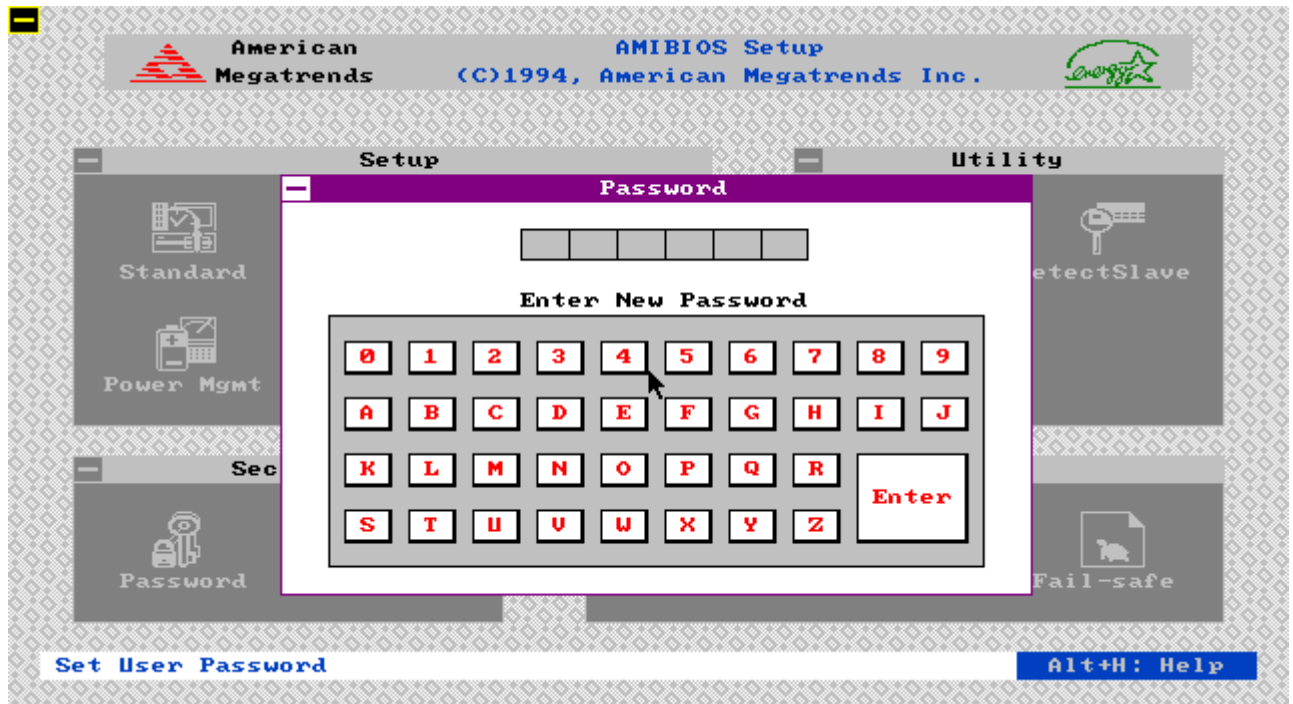 American
Megatrends
AMIBIOS Setup
(C)1994, American Megatrends Inc.
energy
Setup
Utility
Password
Standard
etectSlave
Enter New Password
Power Mgmt
0 1 2 3 4 5 6 7 8 9
A B C D E F G H I J
K L M N O P Q R
Enter
S T U V W X Y Z
Sec
Password
Fail-safe
Set User Password
Alt+H: Help